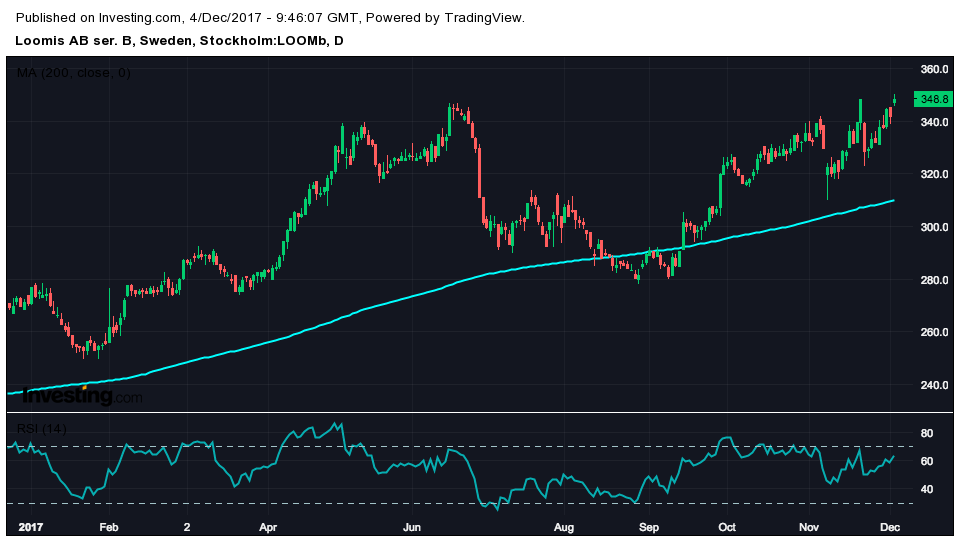 Published on Investing.com, 4/Dec/2017 - 9:46:07 GMT, Powered by TradingView.
Loomis AB ser. B, Sweden, Stockholm:LOOMb, D
MA (200, close, 0)
360.0
348.8
340.0
320.0
300.0
280.0
260.0
240.0
Investing.com
RSI (14)
80
60
40
2017 Feb 2 Apr Jun Aug Sep Oct Nov Dec